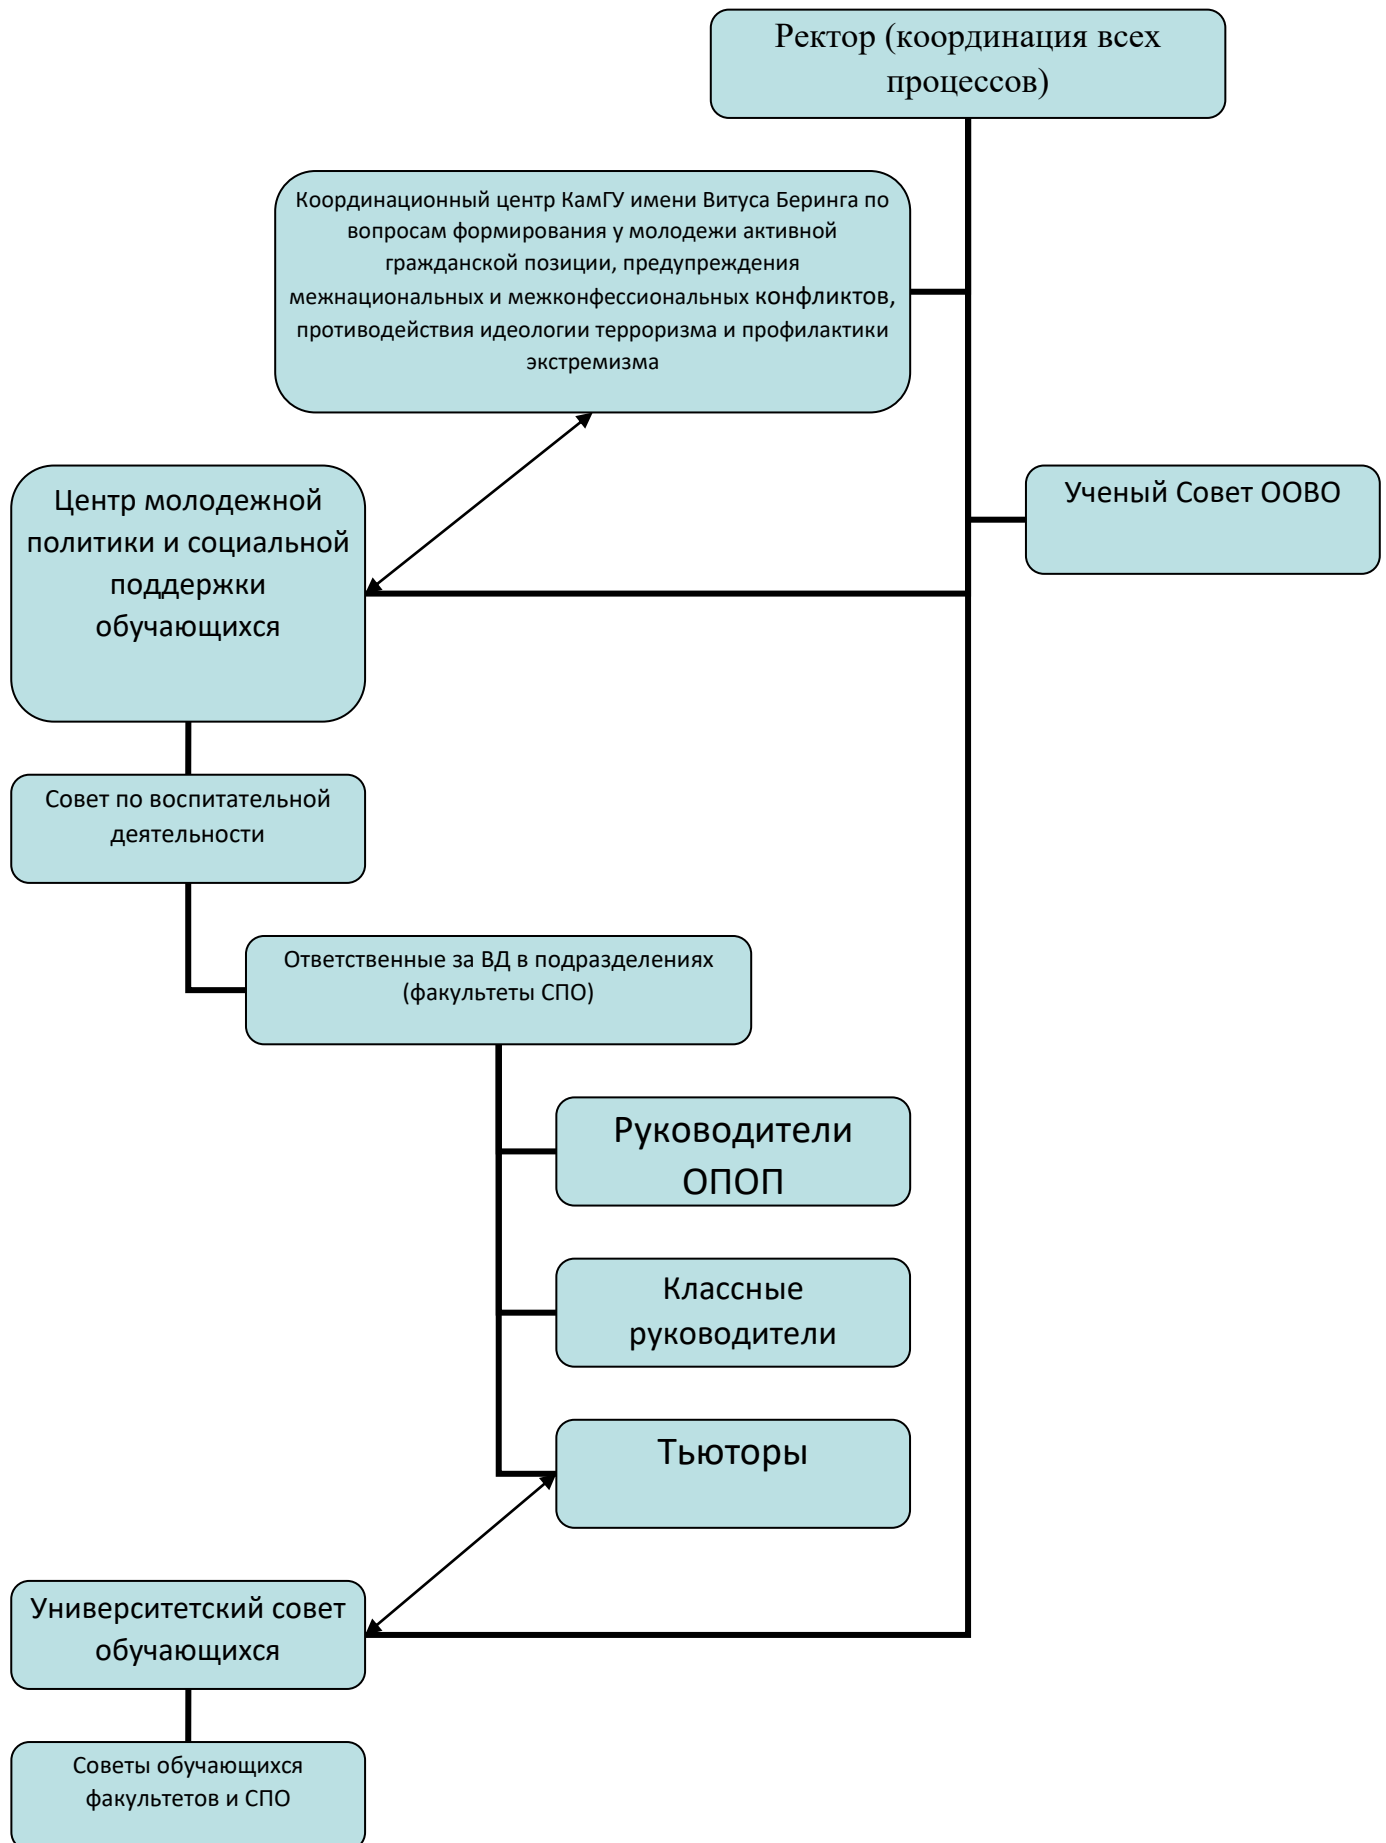 Ректор (координация всех
процессов)
Координационный центр КамГУ имени Витуса Беринга по
вопросам формирования у молодежи активной
гражданской позиции, предупреждения
межнациональных и межконфессиональных конфликтов,
противодействия идеологии терроризма и профилактики
экстремизма
Центр молодежной
политики и социальной
поддержки
обучающихся
Ученый Совет ООВО
Совет по воспитательной
деятельности
Ответственные за ВД в подразделениях
(факультеты СПО)
Руководители
ОПОП
Классные
руководители
Тьюторы
Университетский совет
обучающихся
Советы обучающихся
факультетов и СПО